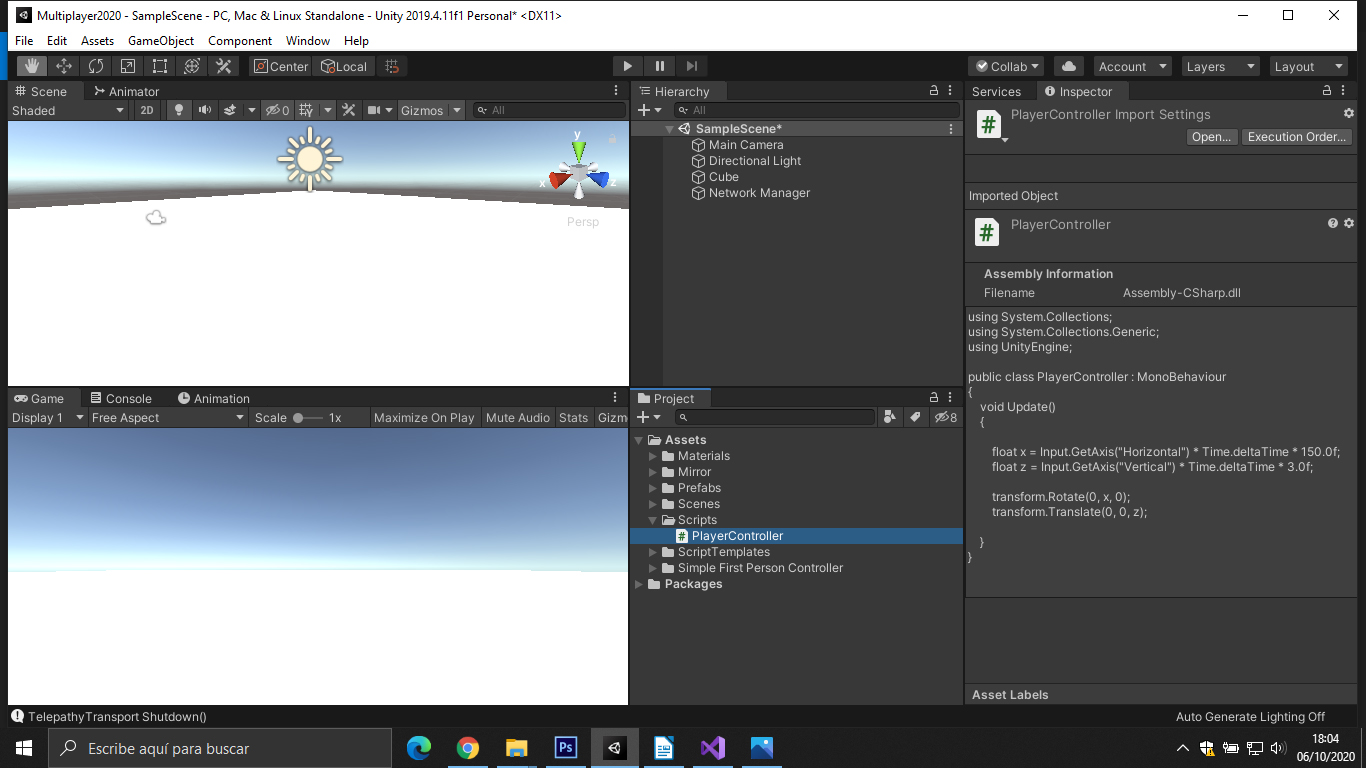 Multiplayer2020 - SampleScene - PC, Mac & Linux Standalone - Unity 2019.4.11f1 Personal* <DX11>
File Edit Assets GameObject Component Window Help
Center Local Collab Account Layers Layout
Scene Animator
Shaded 2D 0 Gizmos All
y
x z
Persp
Hierarchy
All
SampleScene*
Main Camera
Directional Light
Cube
Network Manager
Services Inspector
# PlayerController Import Settings
Open... Execution Order...
Imported Object
# PlayerController
Assembly Information
Filename Assembly-CSharp.dll
using System.Collections;
using System.Collections.Generic;
using UnityEngine;
public class PlayerController : MonoBehaviour
{
void Update()
{
float x = Input.GetAxis("Horizontal") * Time.deltaTime * 150.0f;
float z = Input.GetAxis("Vertical") * Time.deltaTime * 3.0f;
transform.Rotate(0, x, 0);
transform.Translate(0, 0, z);
}
}
Asset Labels
Game Console Animation
Display 1 Free Aspect Scale 1x Maximize On Play Mute Audio Stats Gizm
Project
8
Assets
Materials
Mirror
Prefabs
Scenes
Scripts
# PlayerController
ScriptTemplates
Simple First Person Controller
Packages
TelepathyTransport Shutdown()
Auto Generate Lighting Off
Escribe aquí para buscar
Ps
18:04
06/10/2020